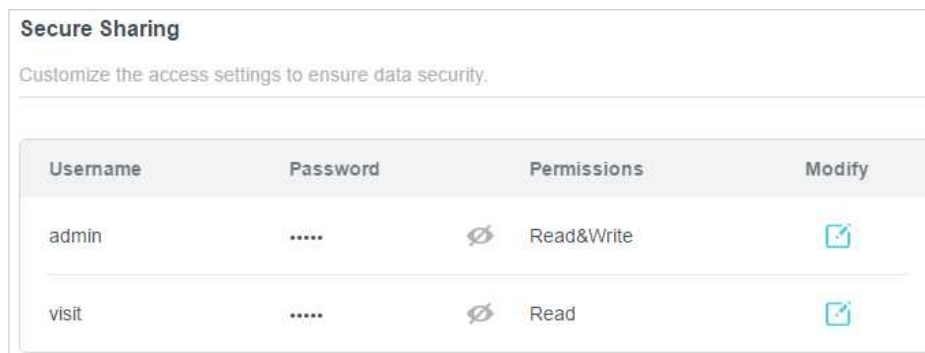 Secure Sharing
Customize the access settings to ensure data security.
Username Password Permissions Modify
admin ••••• Read&Write
visit ••••• Read